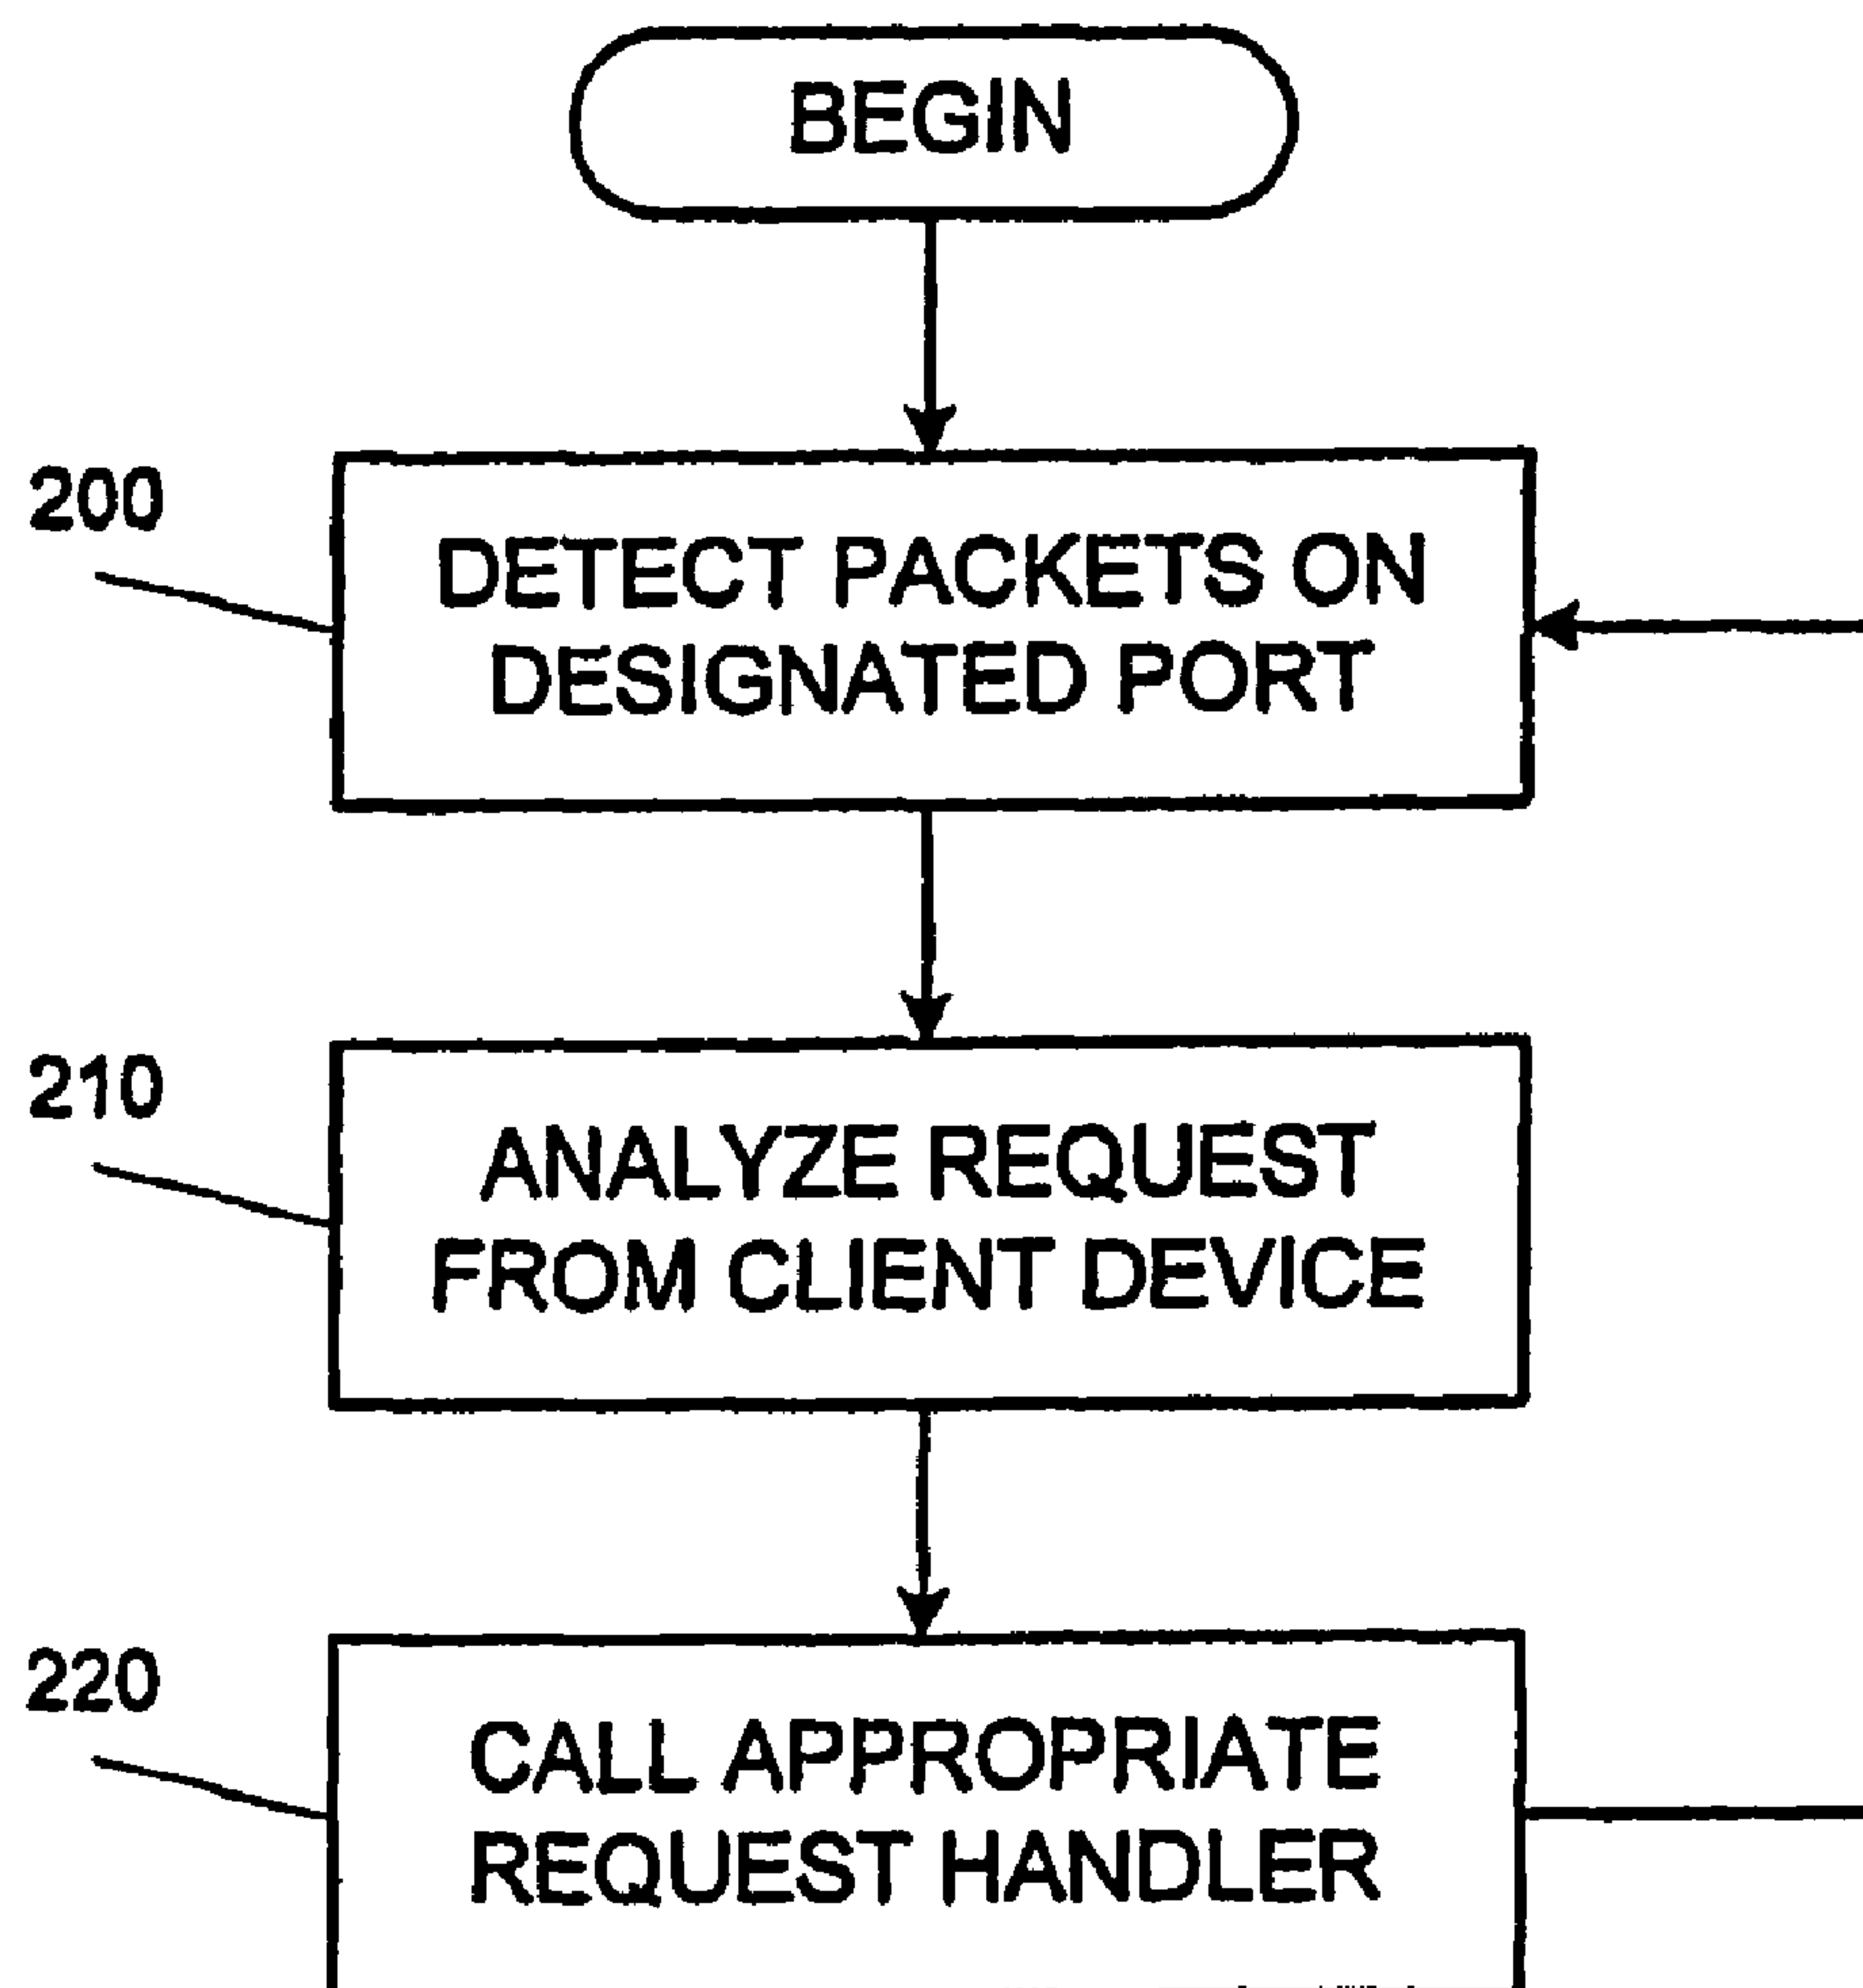 BEGIN
200
DETECT PACKETS ON
DESIGNATED PORT
210
ANALYZE REQUEST
FROM CLIENT DEVICE
220
CALL APPROPRIATE
REQUEST HANDLER